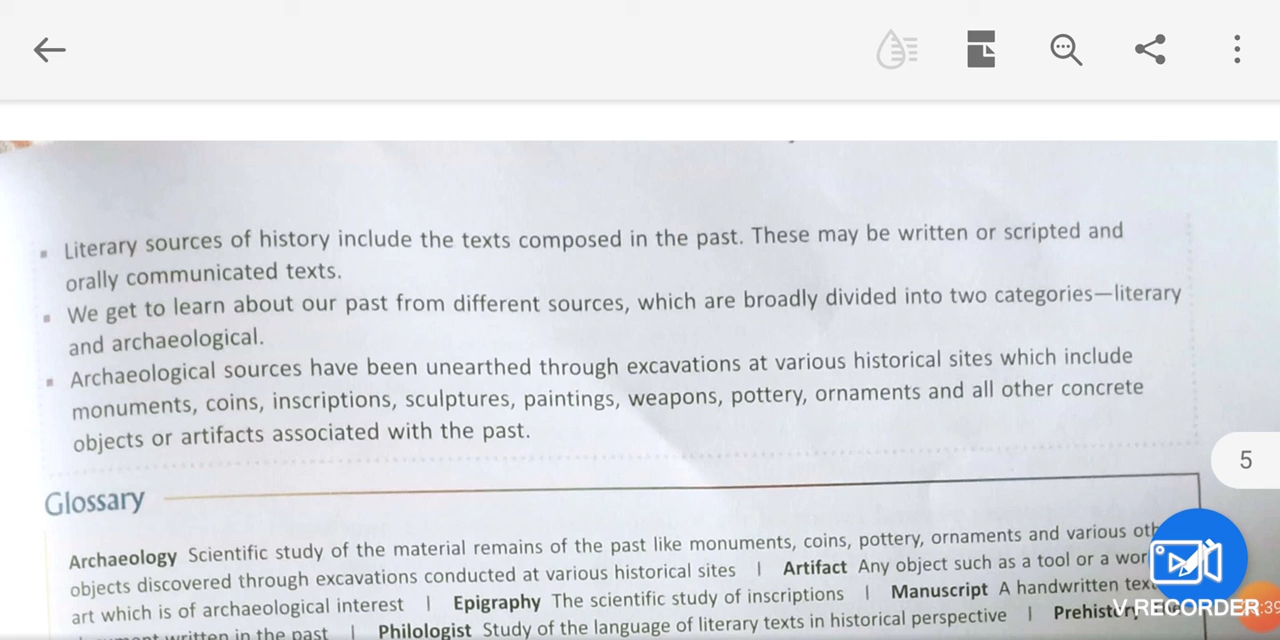 ▪ Literary sources of history include the texts composed in the past. These may be written or scripted and
orally communicated texts.
▪ We get to learn about our past from different sources, which are broadly divided into two categories—literary
and archaeological.
▪ Archaeological sources have been unearthed through excavations at various historical sites which include
monuments, coins, inscriptions, sculptures, paintings, weapons, pottery, ornaments and all other concrete
objects or artifacts associated with the past.
5
Glossary
Archaeology Scientific study of the material remains of the past like monuments, coins, pottery, ornaments and various
objects discovered through excavations conducted at various historical sites | Artifact Any object such as a tool or a
art which is of archaeological interest | Epigraphy The scientific study of inscriptions | Manuscript A handwritten
written in the past | Philologist Study of the language of literary texts in historical perspective | Prehistory
V RECORDER